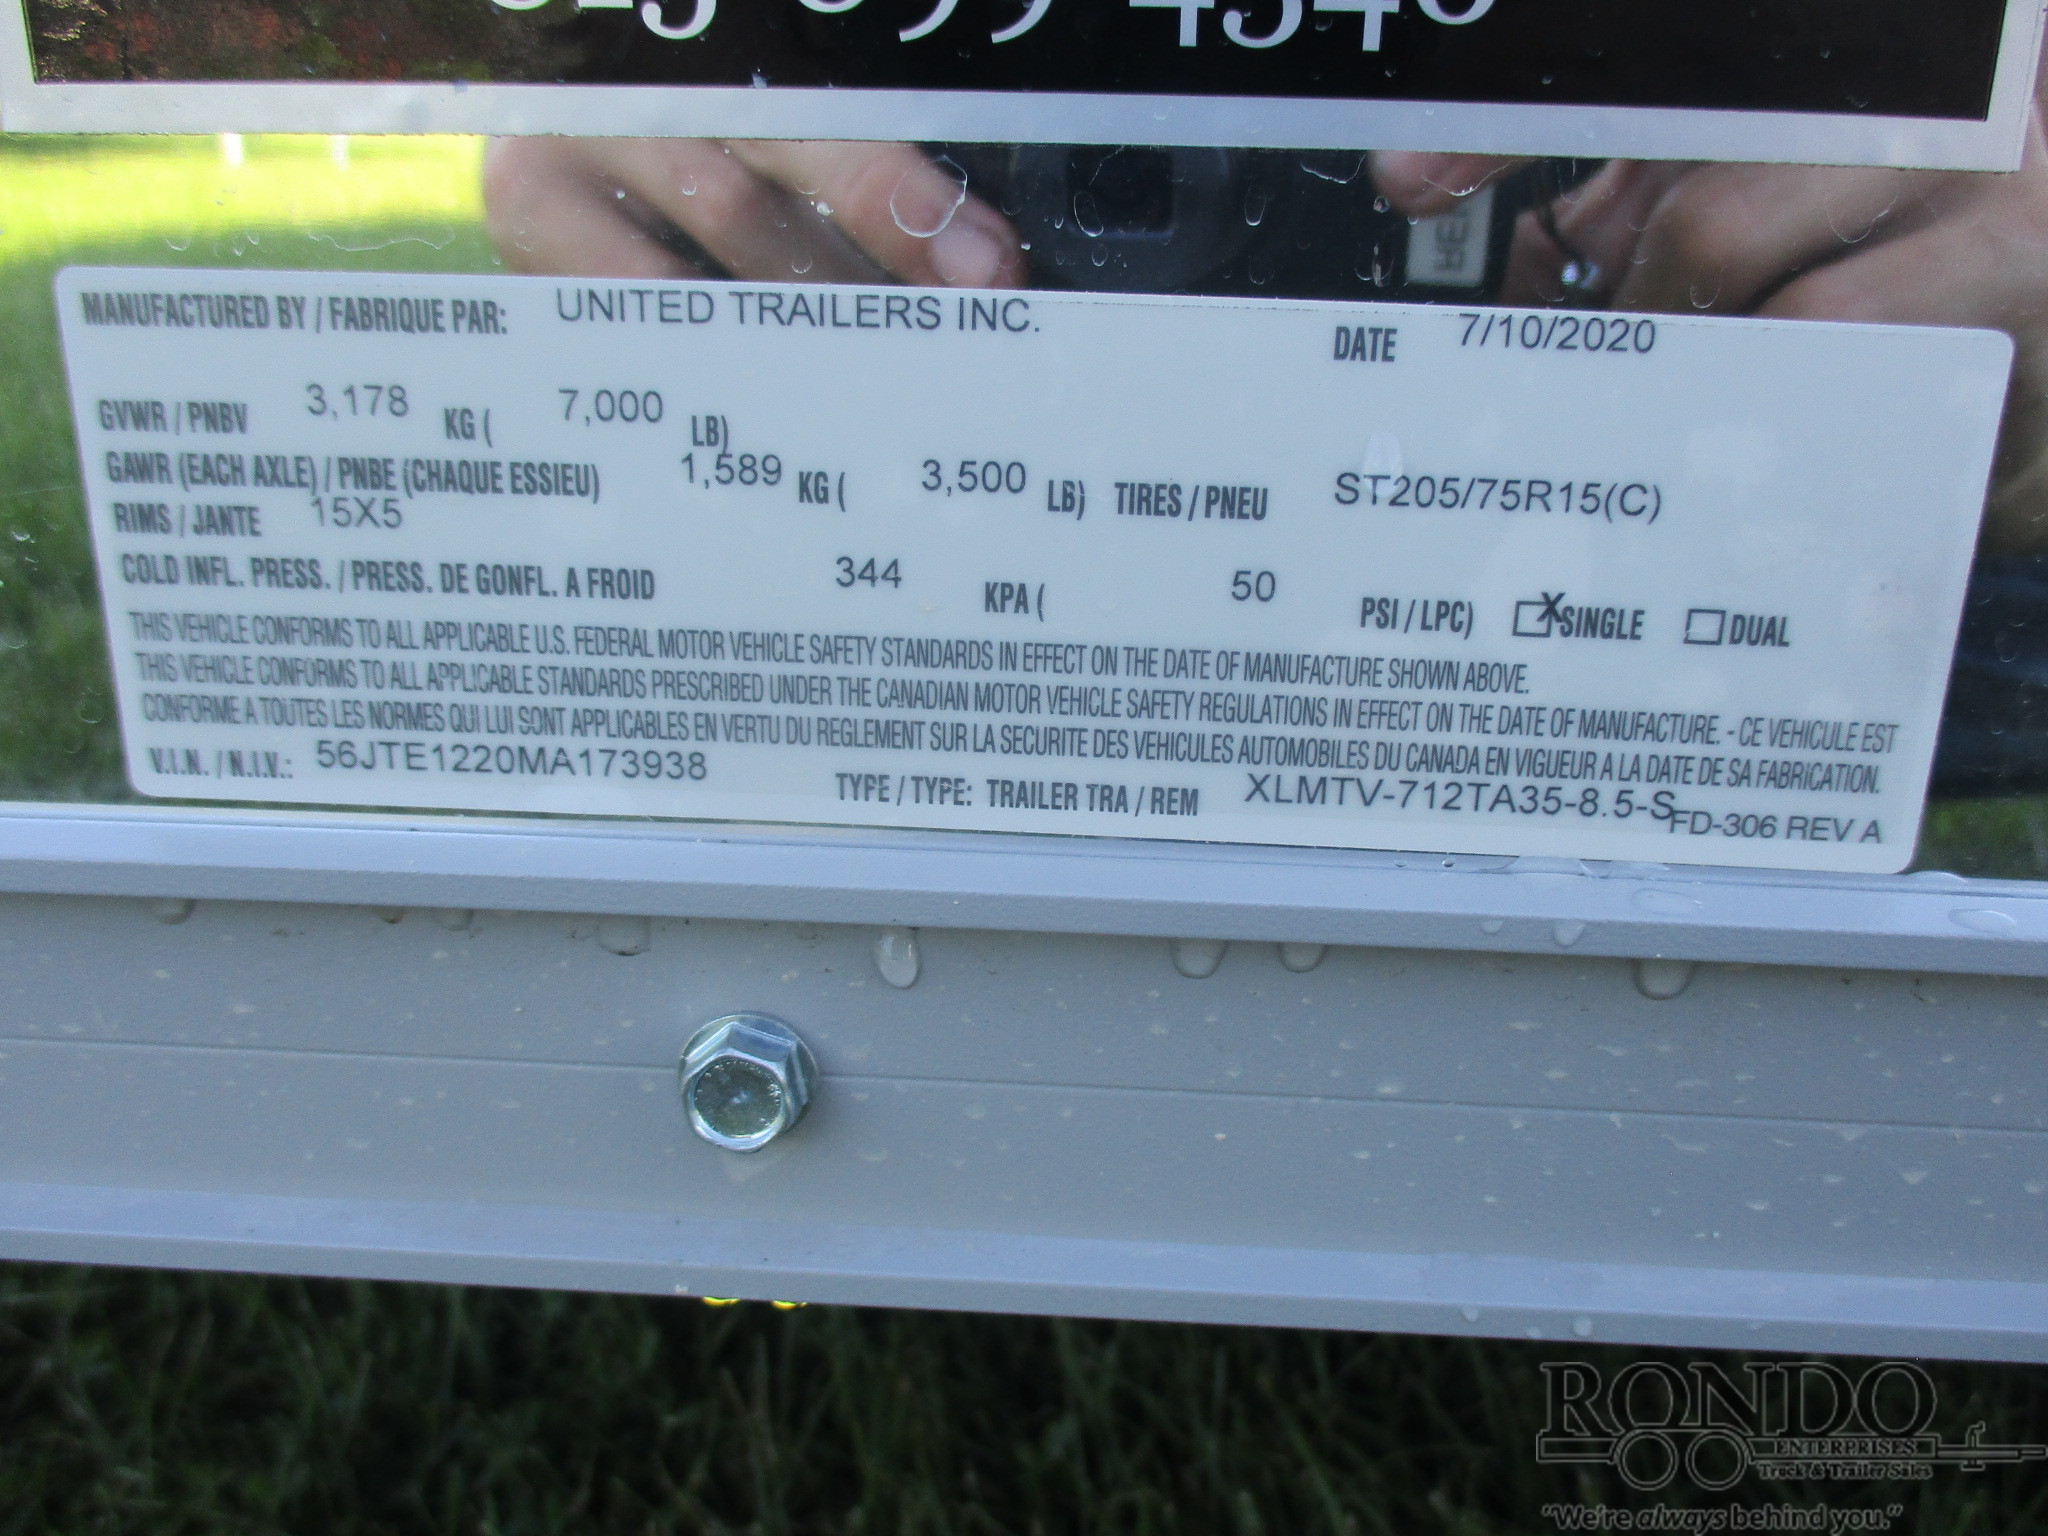 MANUFACTURED BY / FABRIQUE PAR: UNITED TRAILERS INC. DATE 7/10/2020
GVWR / PNBV 3,178 KG ( 7,000 LB)
GAWR (EACH AXLE) / PNBE (CHAQUE ESSIEU) 1,589 KG ( 3,500 LB) TIRES / PNEU ST205/75R15(C)
RIMS / JANTE 15X5
COLD INFL. PRESS. / PRESS. DE GONFL. A FROID 344 KPA ( 50 PSI / LPC) X SINGLE DUAL
THIS VEHICLE CONFORMS TO ALL APPLICABLE U.S. FEDERAL MOTOR VEHICLE SAFETY STANDARDS IN EFFECT ON THE DATE OF MANUFACTURE SHOWN ABOVE.
THIS VEHICLE CONFORMS TO ALL APPLICABLE STANDARDS PRESCRIBED UNDER THE CANADIAN MOTOR VEHICLE SAFETY REGULATIONS IN EFFECT ON THE DATE OF MANUFACTURE. - CE VEHICULE EST
CONFORME A TOUTES LES NORMES QUI LUI SONT APPLICABLES EN VERTU DU REGLEMENT SUR LA SECURITE DES VEHICULES AUTOMOBILES DU CANADA EN VIGUEUR A LA DATE DE SA FABRICATION.
V.I.N. / N.I.V.: 56JTE1220MA173938 TYPE / TYPE: TRAILER TRA / REM XLMTV-712TA35-8.5-S FD-306 REV A
RONDO
ENTERPRISES
Truck & Trailer Sales
"We're always behind you."